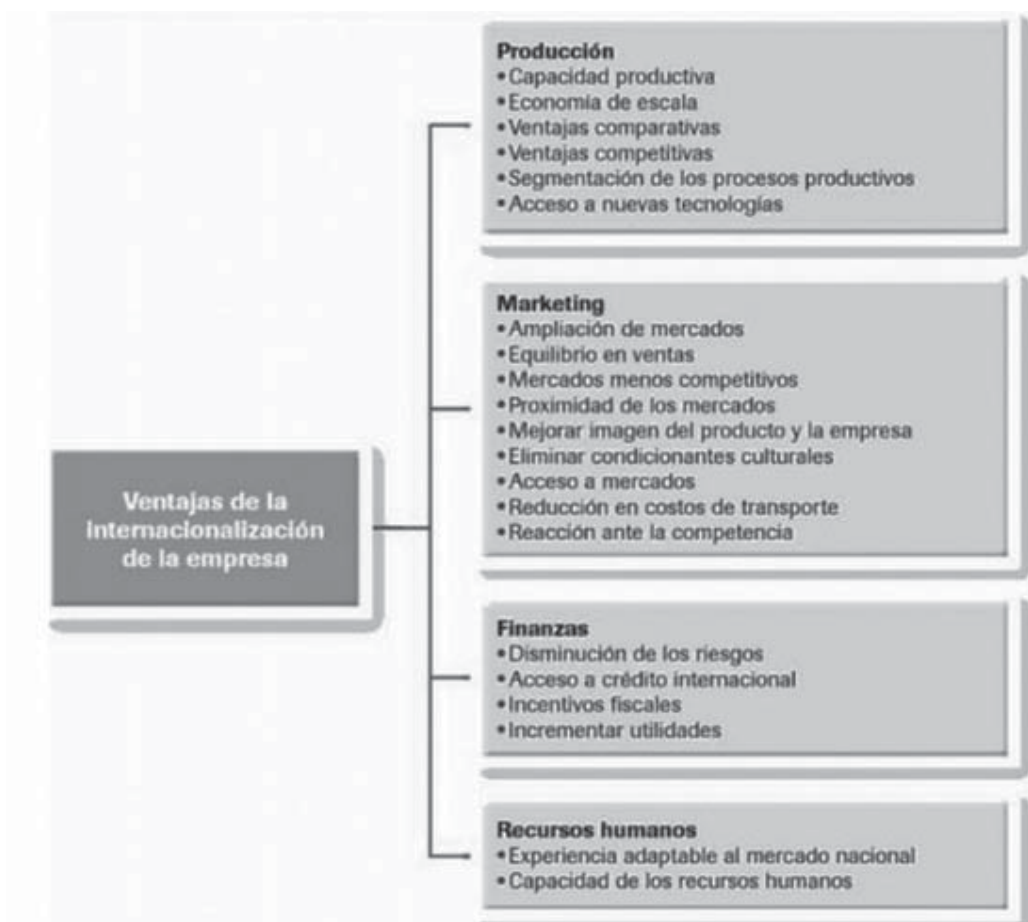 Ventajas de la
internacionalización
de la empresa
Producción
• Capacidad productiva
• Economía de escala
• Ventajas comparativas
• Ventajas competitivas
• Segmentación de los procesos productivos
• Acceso a nuevas tecnologías
Marketing
• Ampliación de mercados
• Equilibrio en ventas
• Mercados menos competitivos
• Proximidad de los mercados
• Mejorar imagen del producto y la empresa
• Eliminar condicionantes culturales
• Acceso a mercados
• Reducción en costos de transporte
• Reacción ante la competencia
Finanzas
• Disminución de los riesgos
• Acceso a crédito internacional
• Incentivos fiscales
• Incrementar utilidades
Recursos humanos
• Experiencia adaptable al mercado nacional
• Capacidad de los recursos humanos